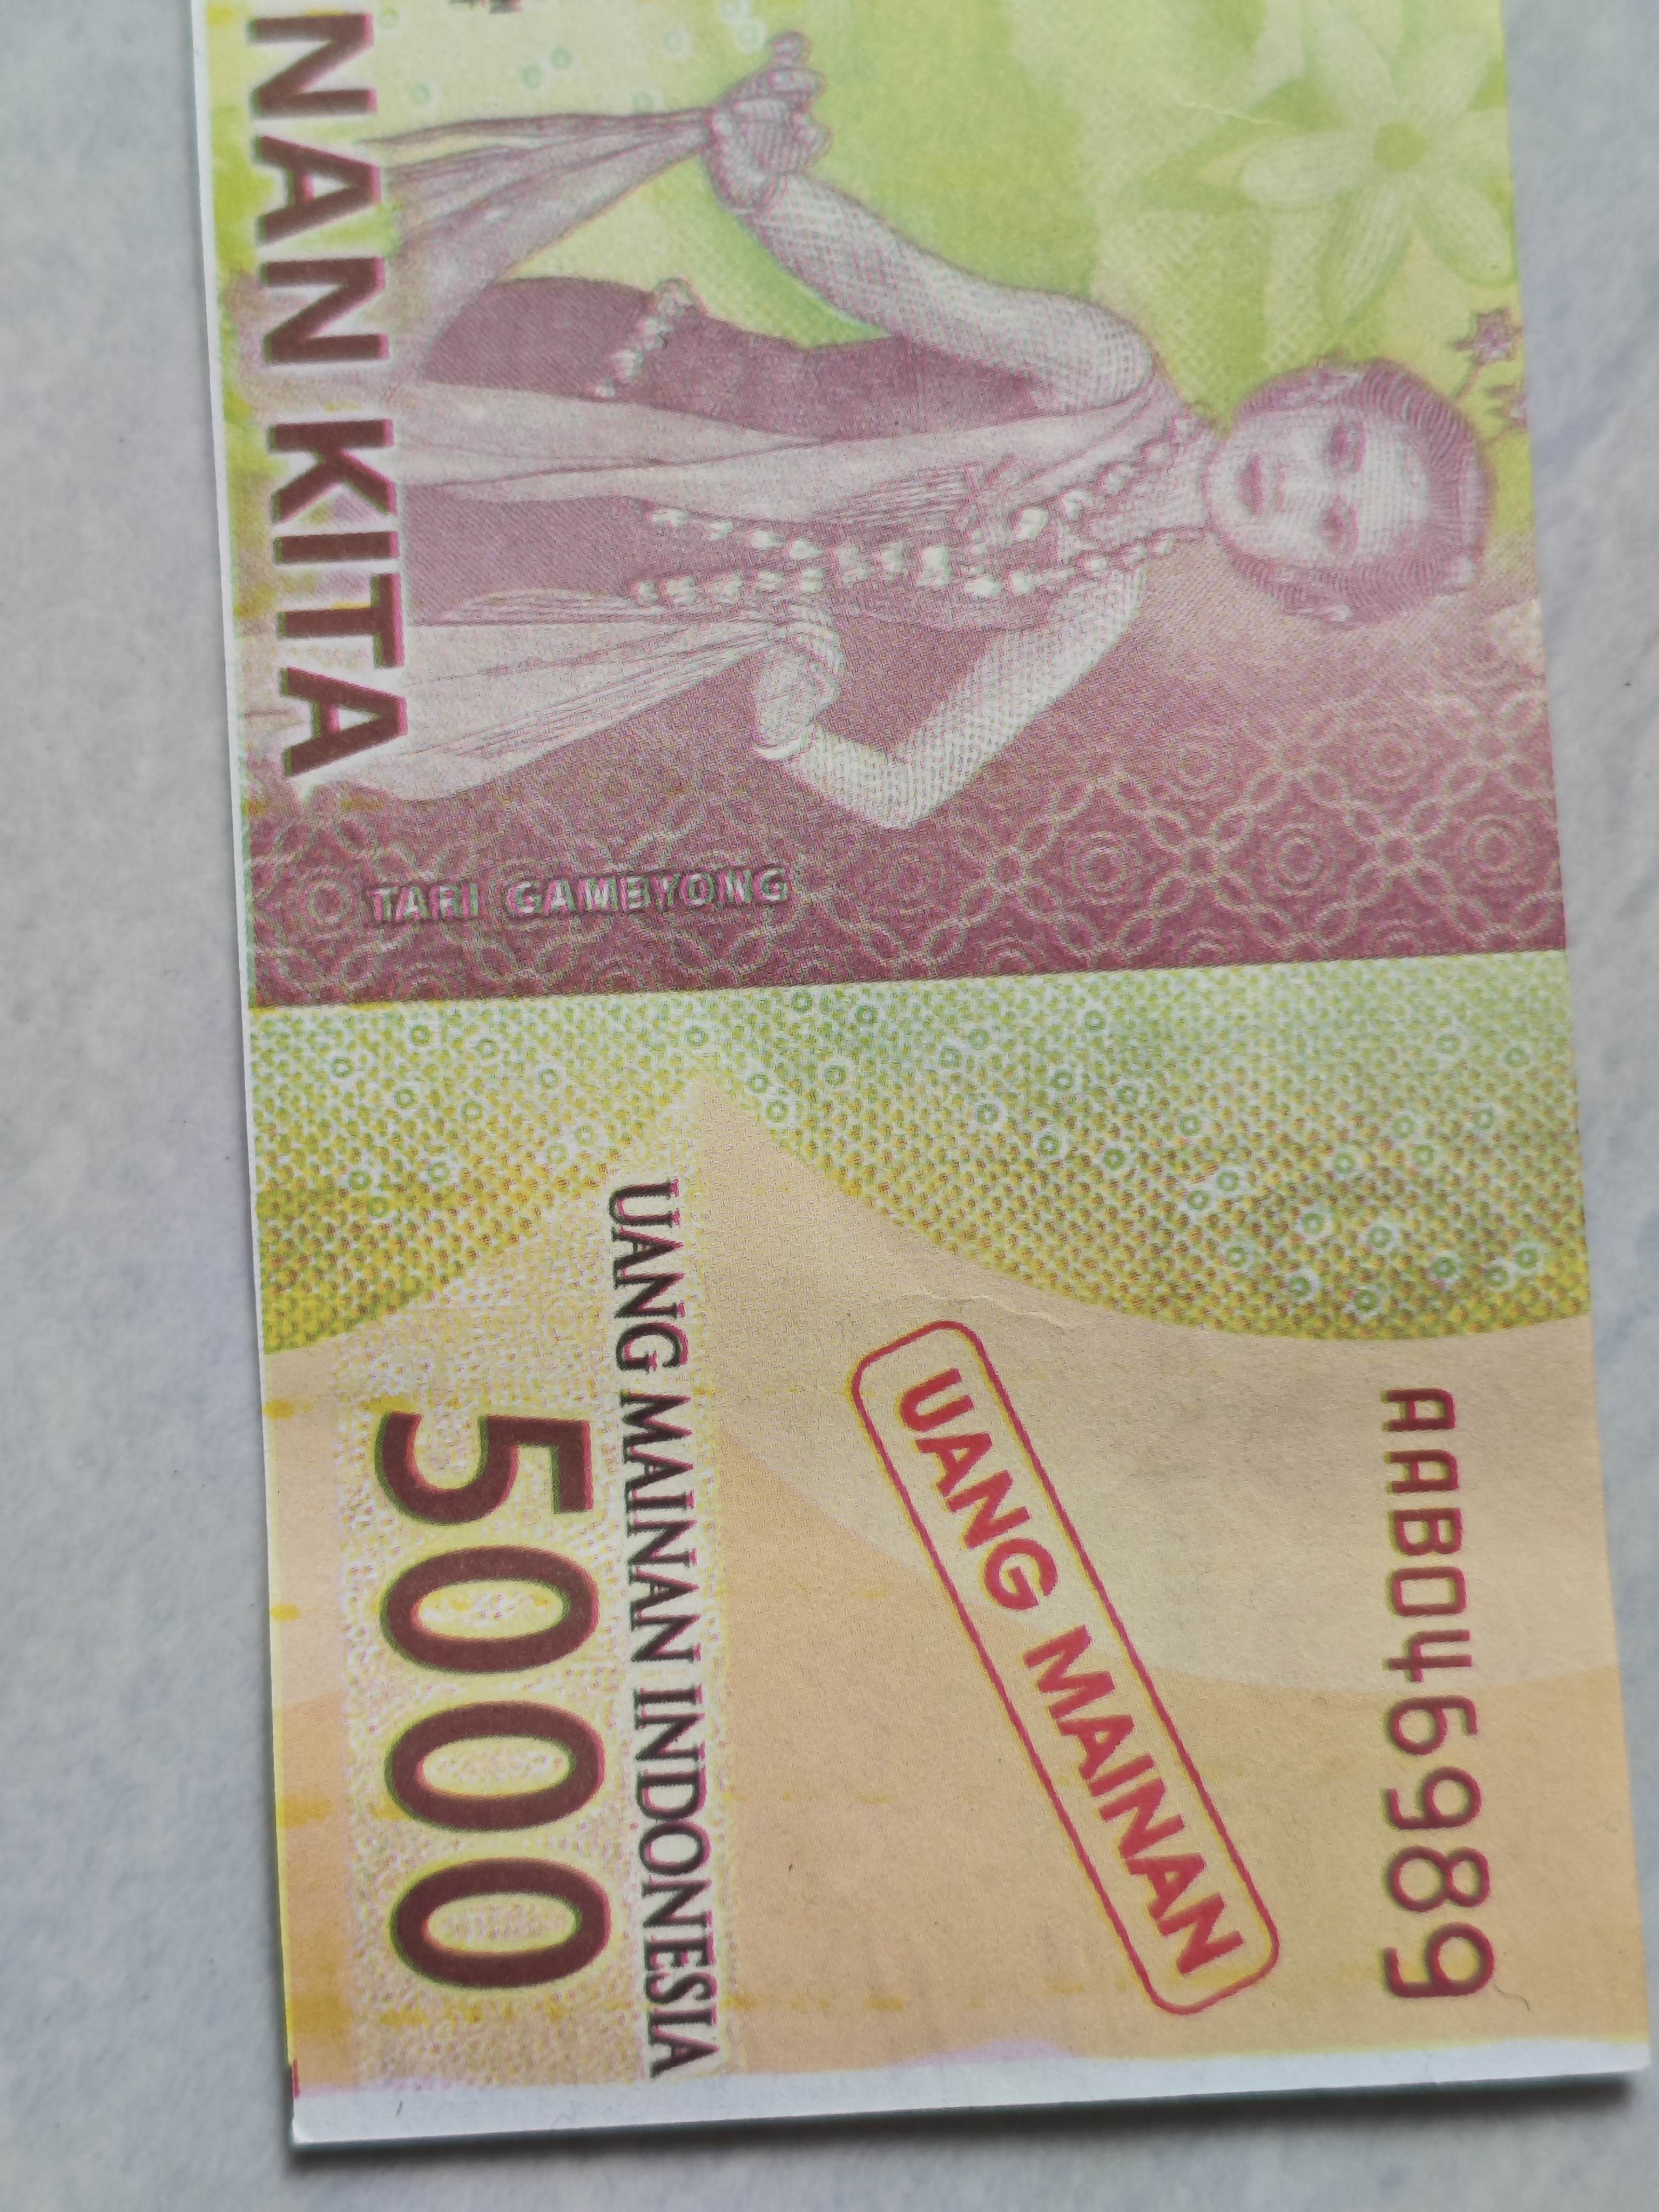 AAB046989
UANG MAINAN
UANG MAINAN INDONESIA
5000
TARI GAMBYONG
NAN KITA